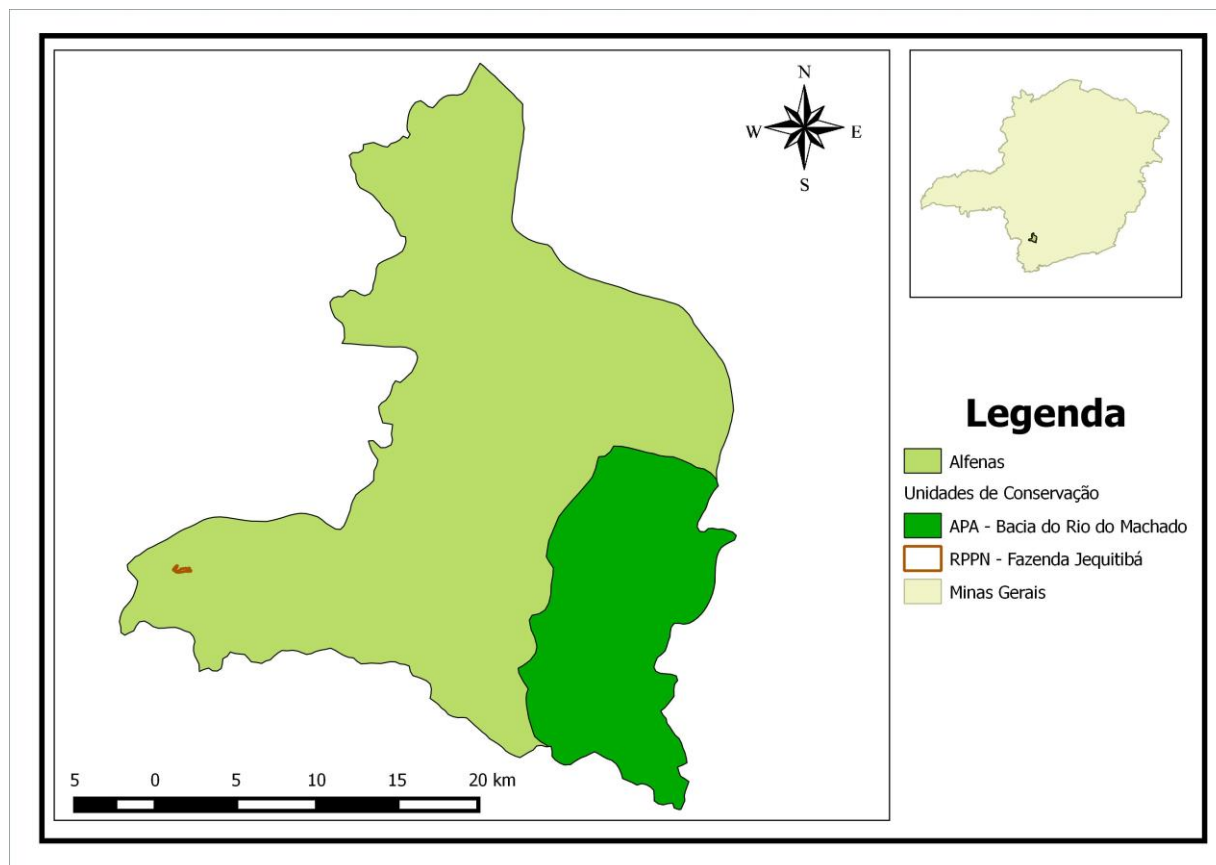 N
W E
S
Legenda
Alfenas
Unidades de Conservação
APA - Bacia do Rio do Machado
RPPN - Fazenda Jequitibá
Minas Gerais
5 0 5 10 15 20 km